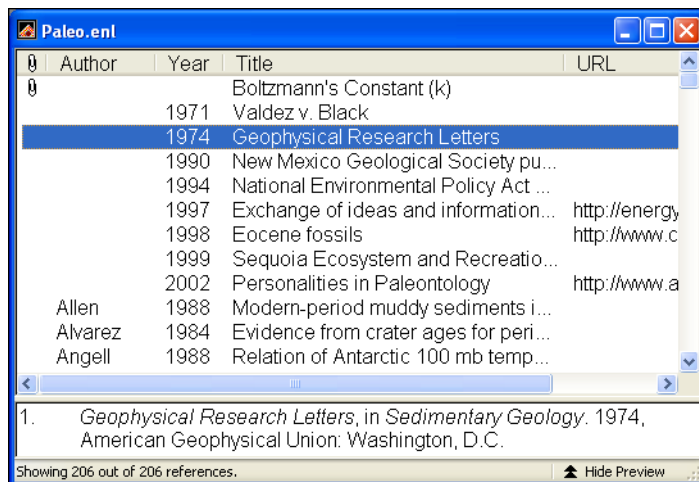 Paleo.enl
Author Year Title URL
Boltzmann's Constant (k)
1971 Valdez v. Black
1974 Geophysical Research Letters
1990 New Mexico Geological Society pu...
1994 National Environmental Policy Act ...
1997 Exchange of ideas and information... http://energy
1998 Eocene fossils http://www.c
1999 Sequoia Ecosystem and Recreatio...
2002 Personalities in Paleontology http://www.a
Allen 1988 Modern-period muddy sediments i...
Alvarez 1984 Evidence from crater ages for peri...
Angell 1988 Relation of Antarctic 100 mb temp...
1. Geophysical Research Letters, in Sedimentary Geology. 1974,
American Geophysical Union: Washington, D.C.
Showing 206 out of 206 references. Hide Preview